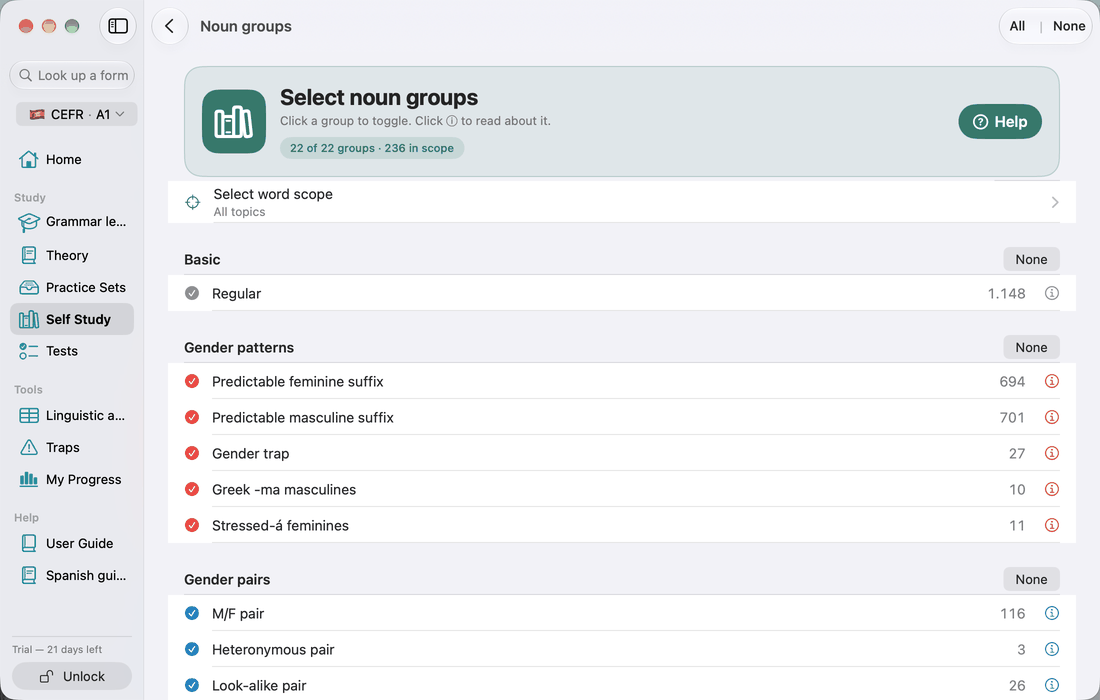 Noun groups
All | None
Look up a form
CEFR · A1
Home
Study
Grammar le...
Theory
Practice Sets
Self Study
Tests
Tools
Linguistic a...
Traps
My Progress
Help
User Guide
Spanish gui...
Trial — 21 days left
Unlock
Select noun groups
Click a group to toggle. Click ⓘ to read about it.
22 of 22 groups · 236 in scope
Help
Select word scope
All topics
Basic None
Regular 1.148
Gender patterns None
Predictable feminine suffix 694
Predictable masculine suffix 701
Gender trap 27
Greek -ma masculines 10
Stressed-á feminines 11
Gender pairs None
M/F pair 116
Heteronymous pair 3
Look-alike pair 26